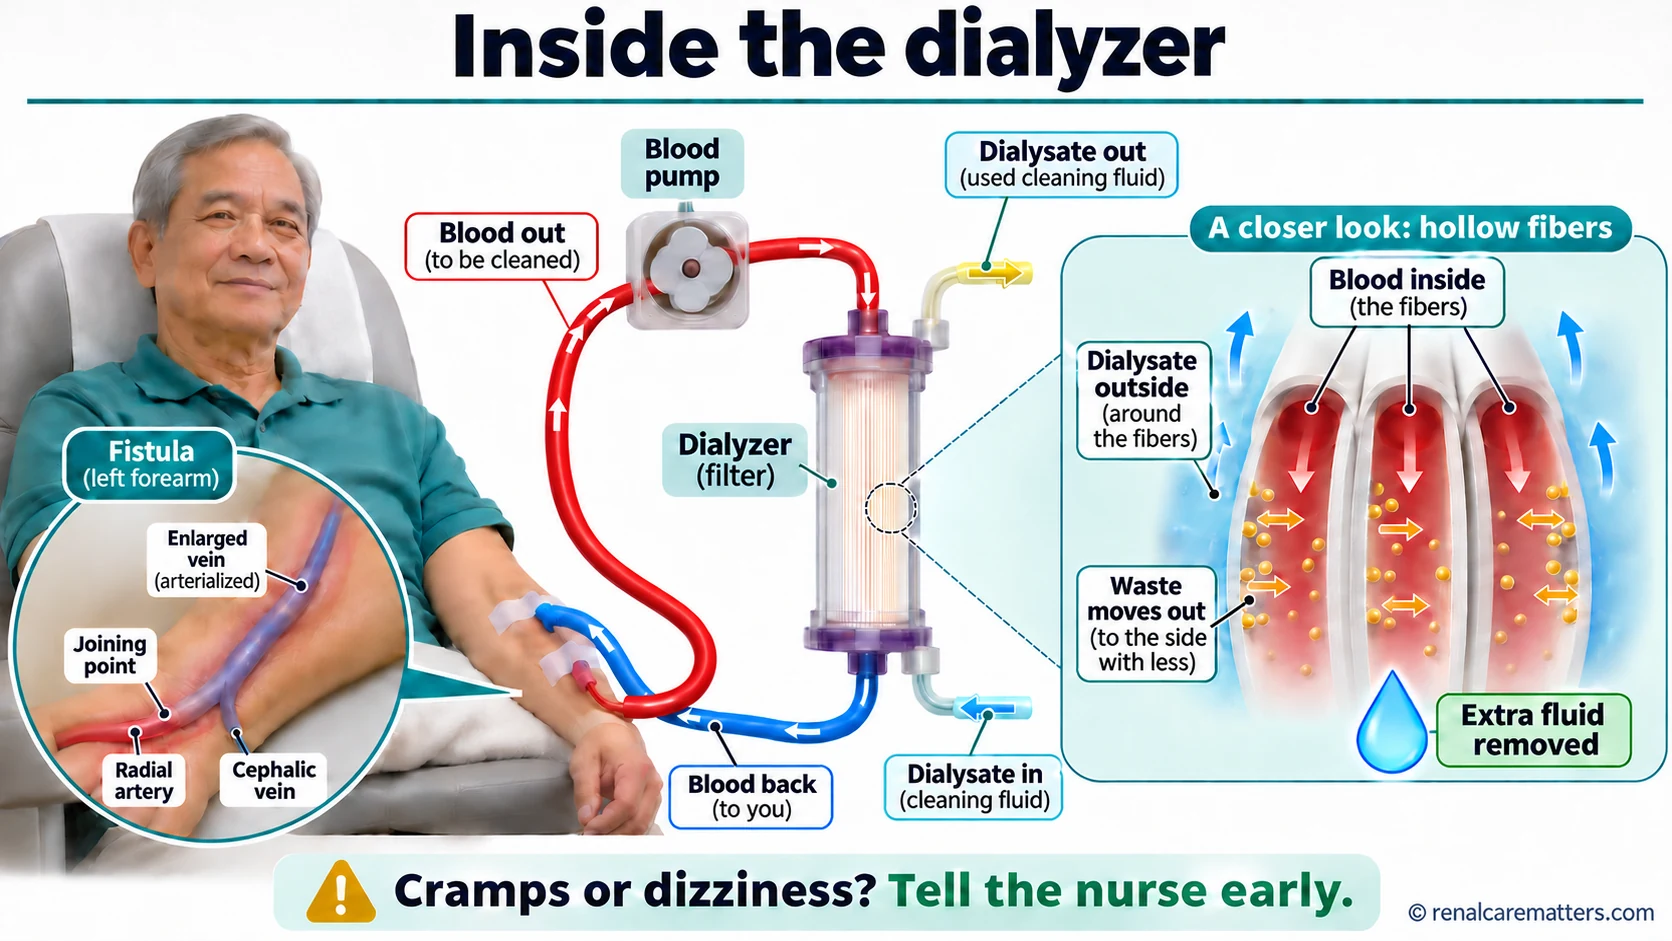 Inside the dialyzer
Blood
pump
Dialysate out
(used cleaning fluid)
Blood out
(to be cleaned)
A closer look: hollow fibers
Blood inside
(the fibers)
Dialysate
outside
(around
the fibers)
Dialyzer
(filter)
Fistula
(left forearm)
Enlarged
vein
(arterialized)
Joining
point
Radial
artery
Cephalic
vein
Waste
moves out
(to the side
with less)
Extra fluid
removed
Blood back
(to you)
Dialysate in
(cleaning fluid)
Cramps or dizziness? Tell the nurse early.
© renalcarematters.com